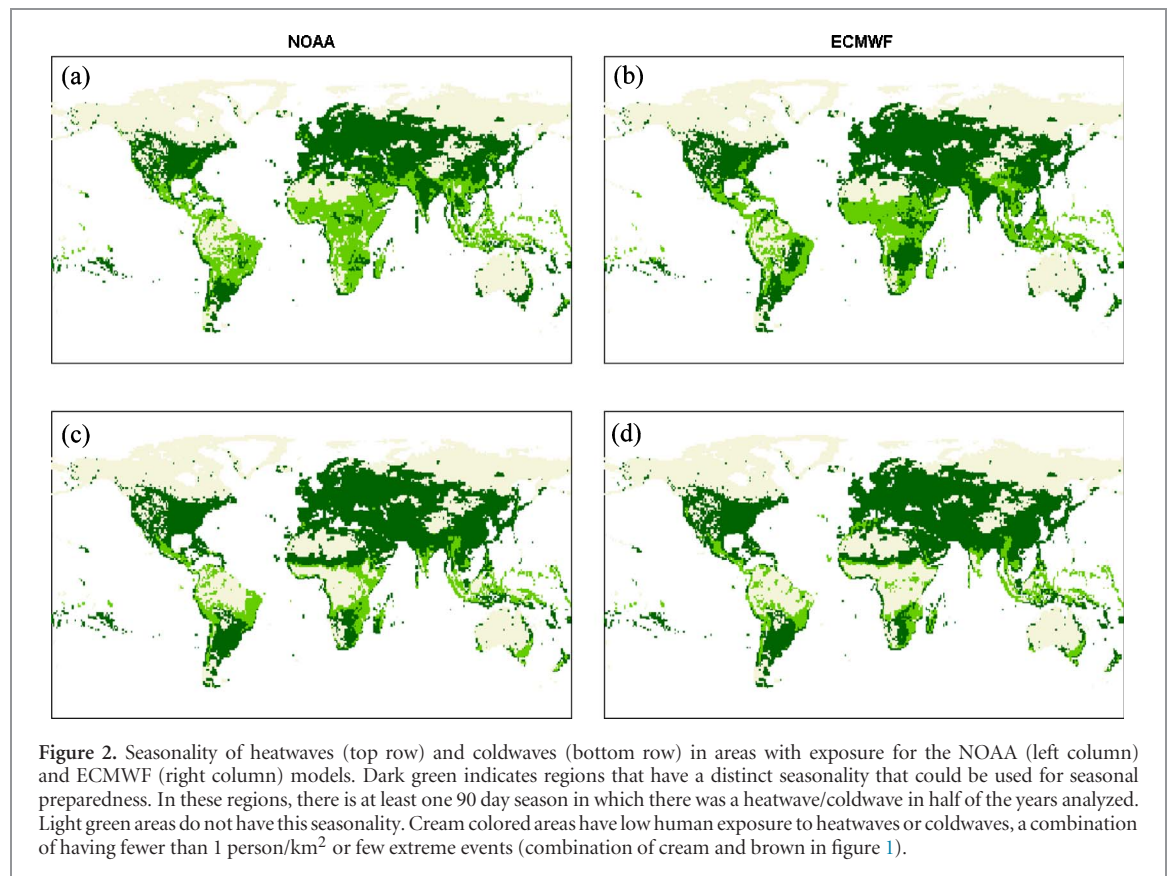 NOAA
ECMWF
(a)
(b)
(c)
(d)
Figure 2. Seasonality of heatwaves (top row) and coldwaves (bottom row) in areas with exposure for the NOAA (left column)
and ECMWF (right column) models. Dark green indicates regions that have a distinct seasonality that could be used for seasonal
preparedness. In these regions, there is at least one 90 day season in which there was a heatwave/coldwave in half of the years analyzed.
Light green areas do not have this seasonality. Cream colored areas have low human exposure to heatwaves or coldwaves, a combination
of having fewer than 1 person/km² or few extreme events (combination of cream and brown in figure 1).